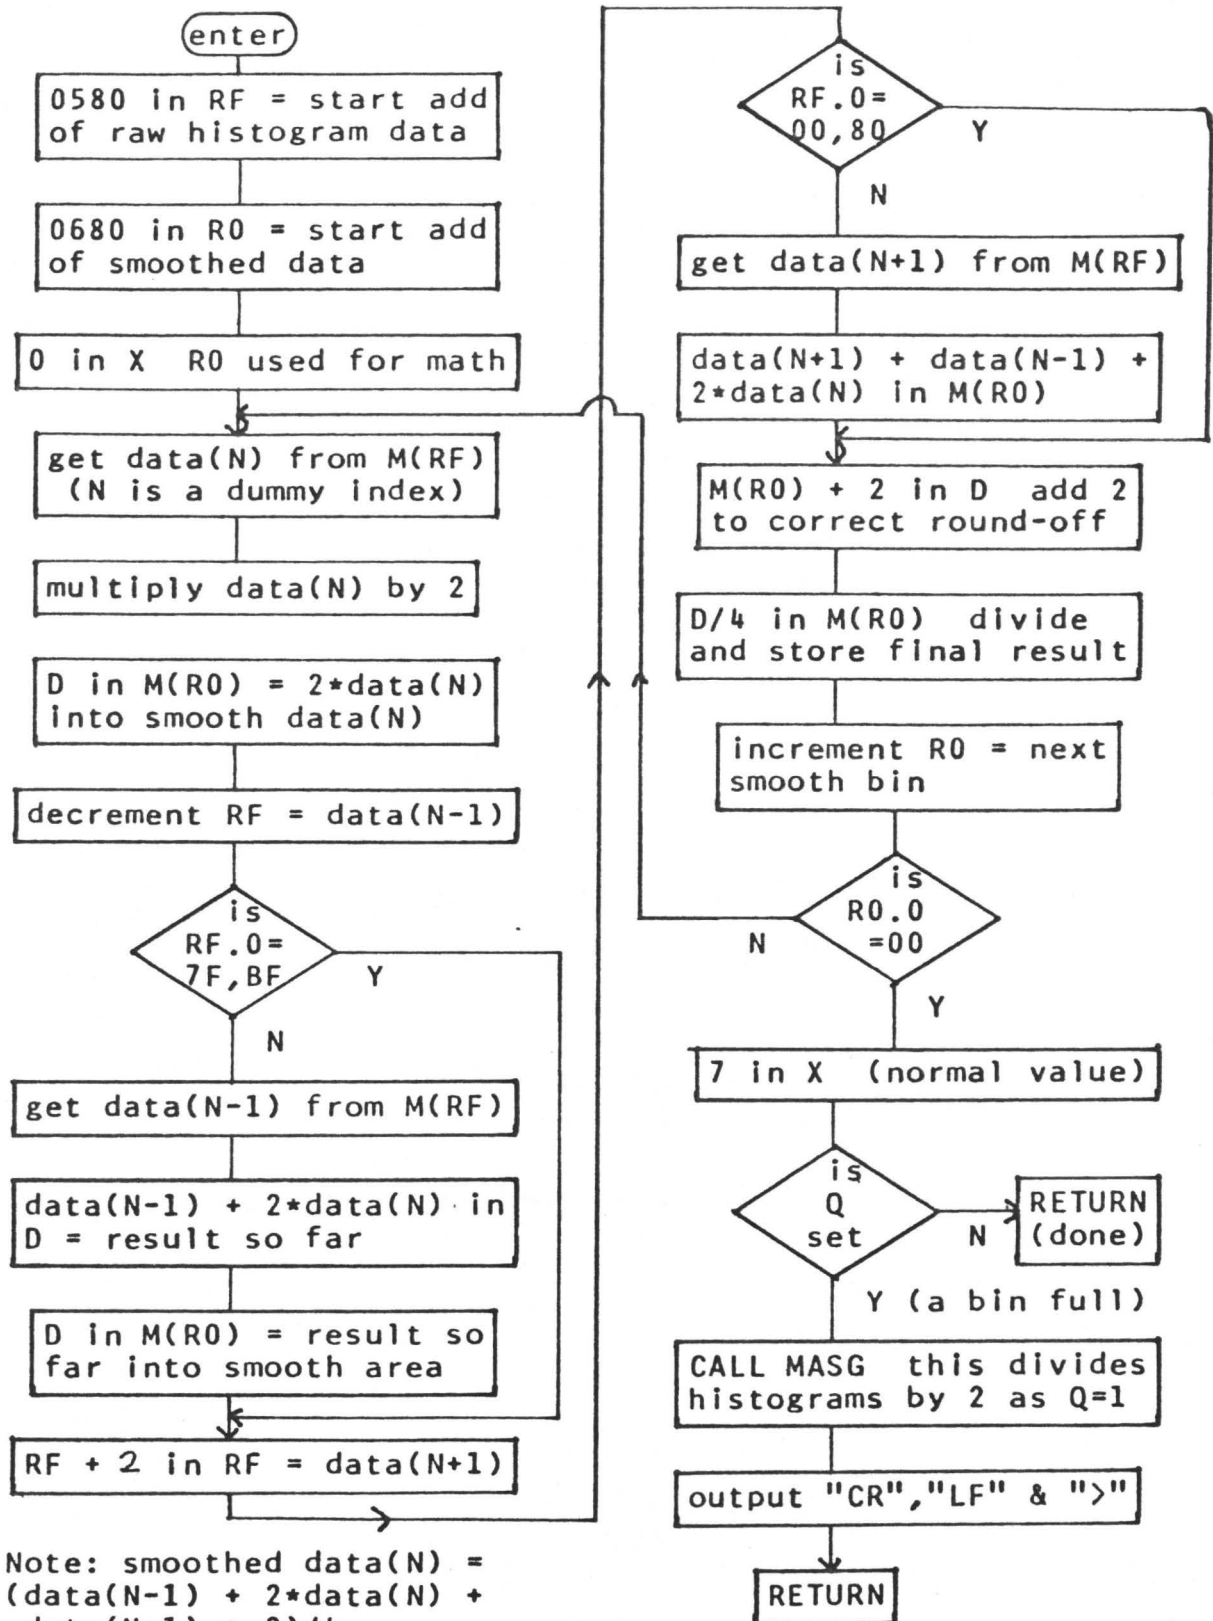 enter
0580 in RF = start add
of raw histogram data
0680 in R0 = start add
of smoothed data
0 in X R0 used for math
get data(N) from M(RF)
(N is a dummy index)
multiply data(N) by 2
D in M(R0) = 2*data(N)
into smooth data(N)
decrement RF = data(N-1)
is
RF.0=
7F,BF
Y
N
get data(N-1) from M(RF)
data(N-1) + 2*data(N) in
D = result so far
D in M(R0) = result so
far into smooth area
RF + 2 in RF = data(N+1)
Note: smoothed data(N) =
(data(N-1) + 2*data(N) +
is
RF.0=
00,80
Y
N
get data(N+1) from M(RF)
data(N+1) + data(N-1) +
2*data(N) in M(R0)
M(R0) + 2 in D add 2
to correct round-off
D/4 in M(R0) divide
and store final result
increment R0 = next
smooth bin
is
R0.0
=00
N
Y
7 in X (normal value)
is
Q
set
N
RETURN
(done)
Y (a bin full)
CALL MASG this divides
histograms by 2 as Q=1
output "CR","LF" & ">"
RETURN